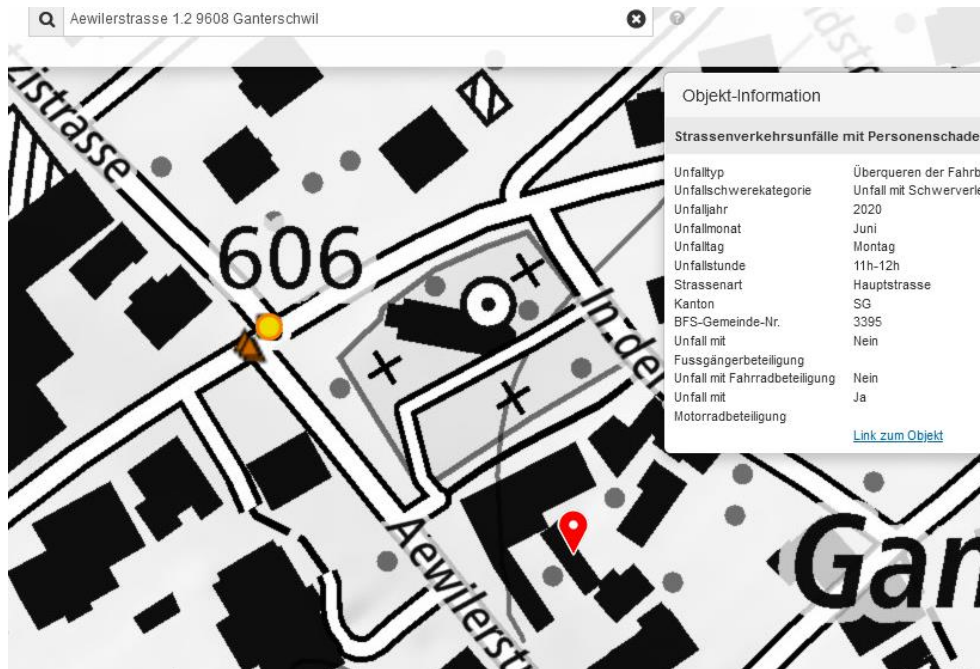 Aewilerstrasse 1.2 9608 Ganterschwil
Objekt-Information
Strassenverkehrsunfälle mit Personenschade
Unfalltyp Überqueren der Fahrb
Unfallschwerekategorie Unfall mit Schwerverle
Unfalljahr 2020
Unfallmonat Juni
Unfalltag Montag
Unfallstunde 11h-12h
Strassenart Hauptstrasse
Kanton SG
BFS-Gemeinde-Nr. 3395
Unfall mit Nein
Fussgängerbeteiligung
Unfall mit Fahrradbeteiligung Nein
Unfall mit Ja
Motorradbeteiligung
Link zum Objekt
zistrasse
606
In der
Aewilerst
Gan